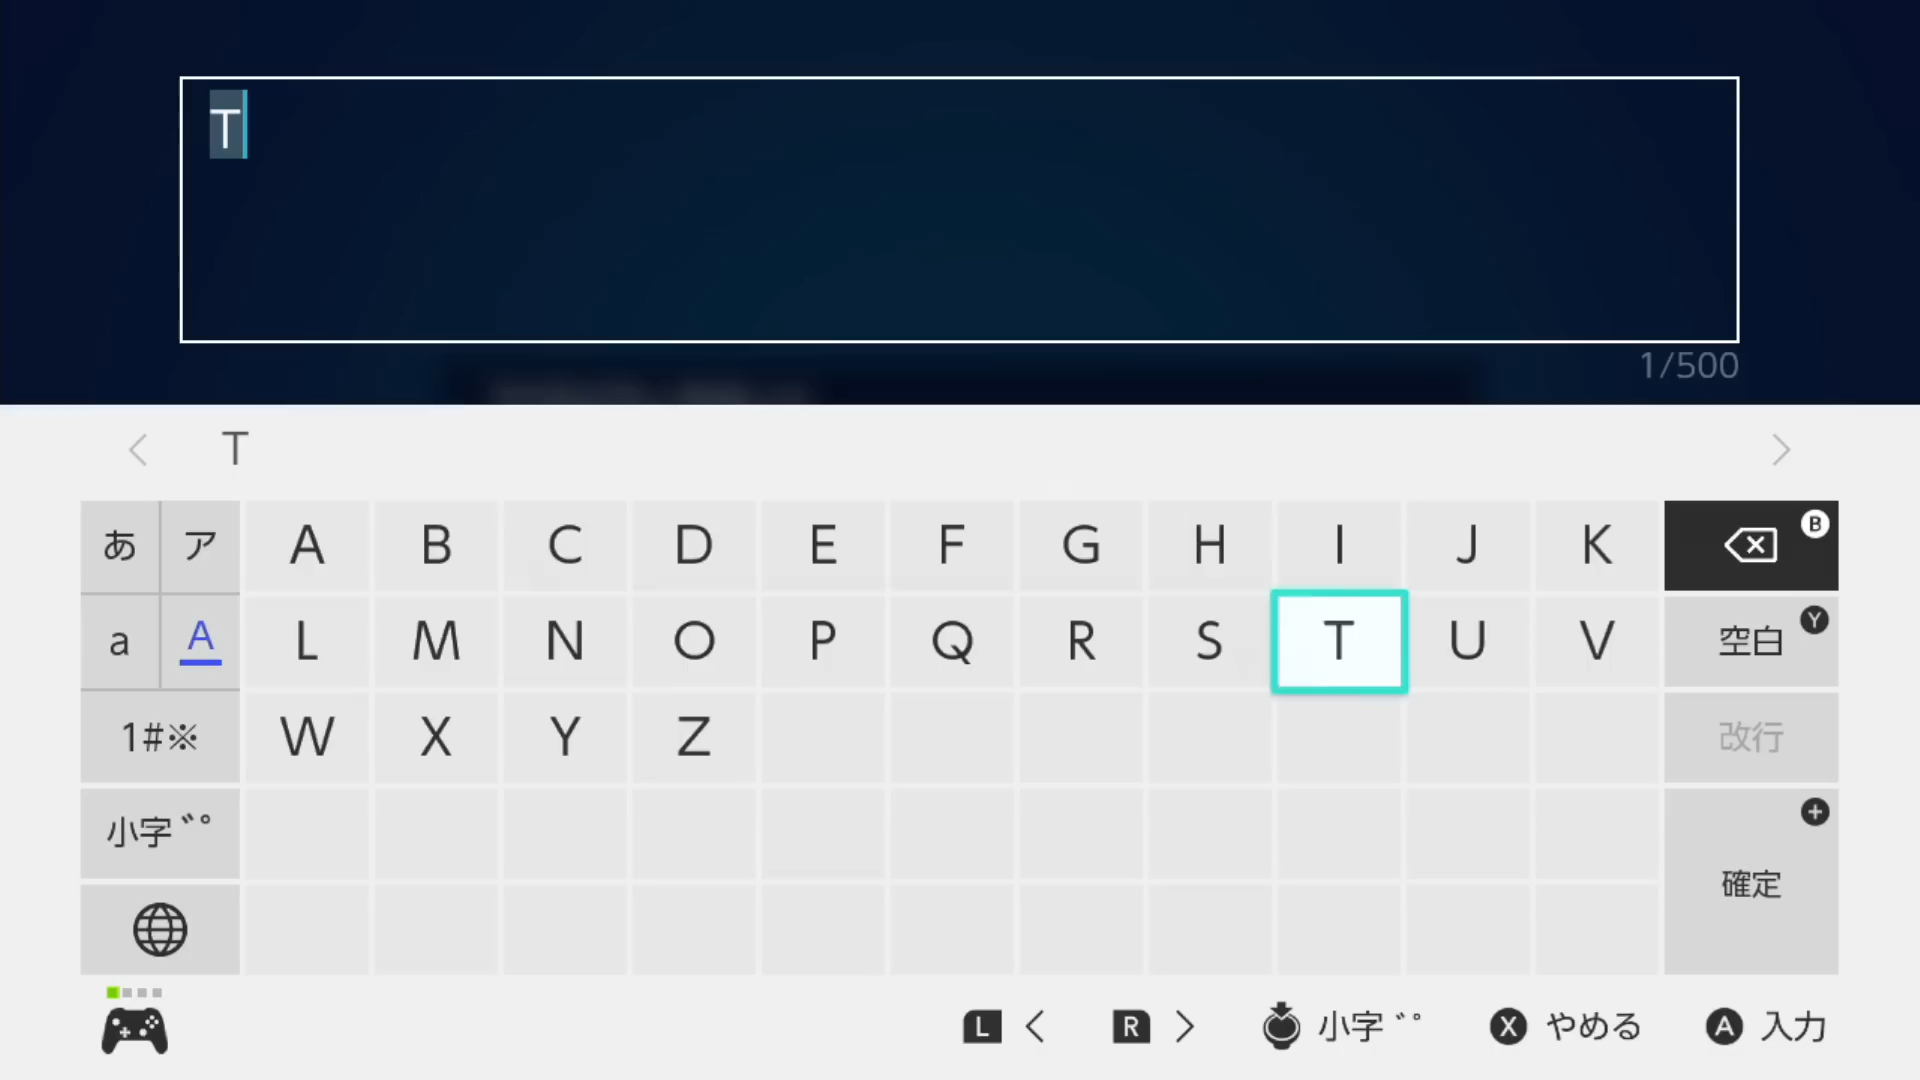 T
1/500
T
あ ア A B C D E F G H I J K B
a A L M N O P Q R S T U V 空白 Y
1#※ W X Y Z 改行
小字 ゛゜ +
確定
L R 小字 ゛゜ X やめる A 入力